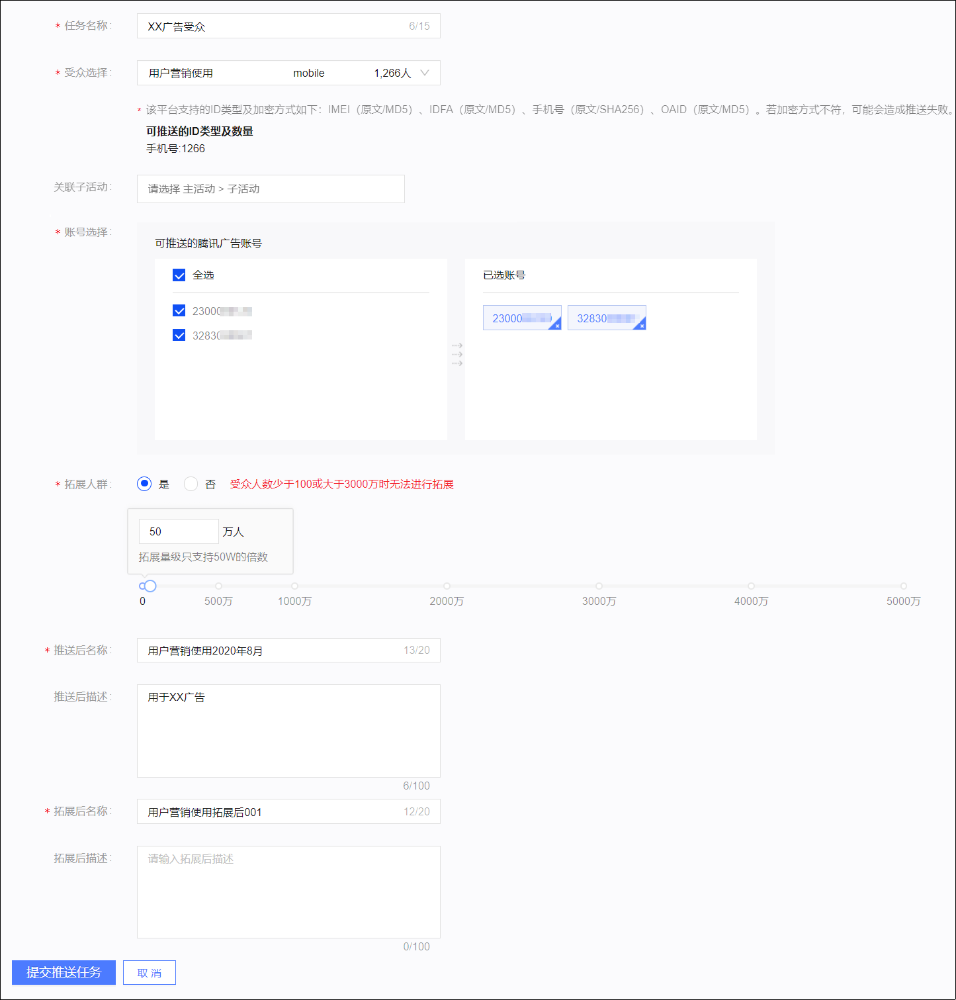 * 任务名称: XX广告受众 6/15
* 受众选择: 用户营销使用 mobile 1,266人
* 该平台支持的ID类型及加密方式如下：IMEI（原文/MD5）、IDFA（原文/MD5）、手机号（原文/SHA256）、OAID（原文/MD5）。若加密方式不符，可能会造成推送失败。
可推送的ID类型及数量
手机号:1266
关联子活动: 请选择 主活动 > 子活动
* 账号选择:
可推送的腾讯广告账号
全选
23000
32830
已选账号
23000 32830
* 拓展人群: 是 否 受众人数少于100或大于3000万时无法进行拓展
50 万人
拓展量级只支持50W的倍数
0 500万 1000万 2000万 3000万 4000万 5000万
* 推送后名称: 用户营销使用2020年8月 13/20
推送后描述: 用于XX广告
6/100
* 拓展后名称: 用户营销使用拓展后001 12/20
拓展后描述: 请输入拓展后描述
0/100
提交推送任务 取 消